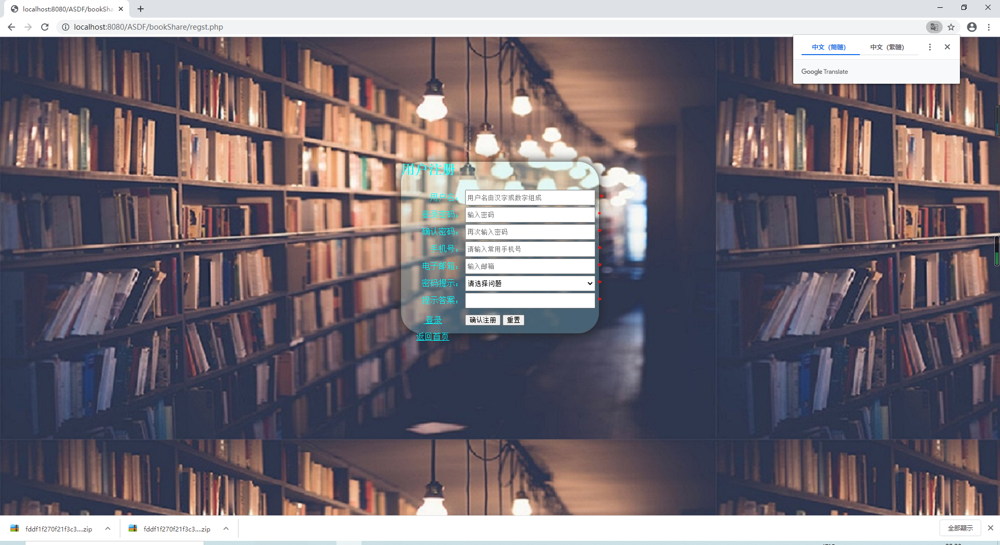 localhost:8080/ASDF/bookSha
localhost:8080/ASDF/bookShare/regst.php
中文（简體） 中文（繁體）
Google Translate
用户注册
用户名： 用户名由汉字或数字组成 *
登录密码： 输入密码 *
确认密码： 再次输入密码 *
手机号： 请输入常用手机号 *
电子邮箱： 输入邮箱 *
密码提示： 请选择问题 *
提示答案： *
登录 确认注册 重置
返回首页
fddf1f270f21f3c3....zip fddf1f270f21f3c3....zip 全部顯示